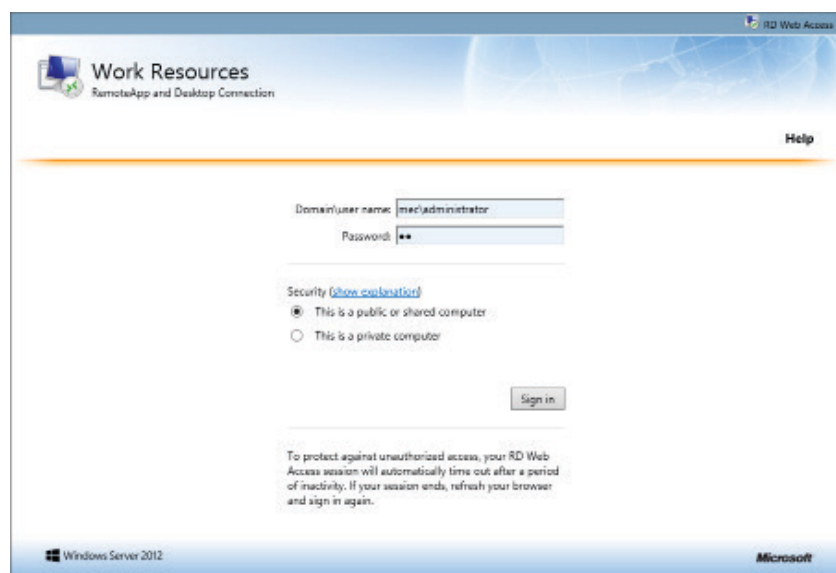 RD Web Access
Work Resources
RemoteApp and Desktop Connection
Help
Domain\user name: mec\administrator
Password: ••
Security (show explanation)
This is a public or shared computer
This is a private computer
Sign in
To protect against unauthorized access, your RD Web
Access session will automatically time out after a period
of inactivity. If your session ends, refresh your browser
and sign in again.
Windows Server 2012
Microsoft